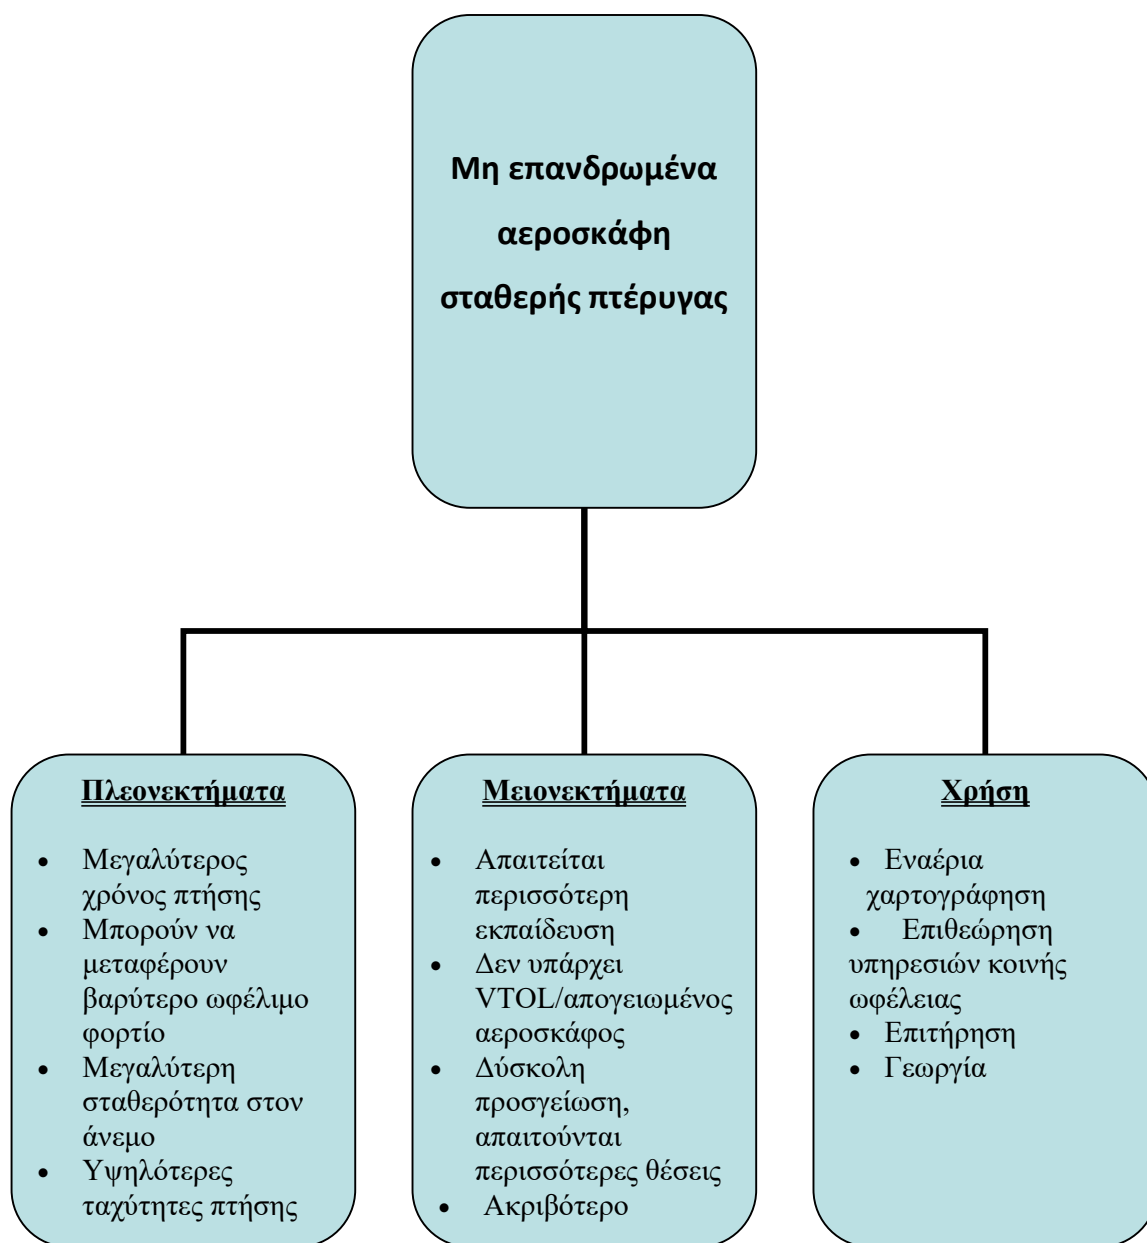 Μη επανδρωμένα
αεροσκάφη
σταθερής πτέρυγας
Πλεονεκτήματα
• Μεγαλύτερος
χρόνος πτήσης
• Μπορούν να
μεταφέρουν
βαρύτερο ωφέλιμο
φορτίο
• Μεγαλύτερη
σταθερότητα στον
άνεμο
• Υψηλότερες
ταχύτητες πτήσης
Μειονεκτήματα
• Απαιτείται
περισσότερη
εκπαίδευση
• Δεν υπάρχει
VTOL/απογειωμένος
αεροσκάφος
• Δύσκολη
προσγείωση,
απαιτούνται
περισσότερες θέσεις
• Ακριβότερο
Χρήση
• Εναέρια
χαρτογράφηση
• Επιθεώρηση
υπηρεσιών κοινής
ωφέλειας
• Επιτήρηση
• Γεωργία